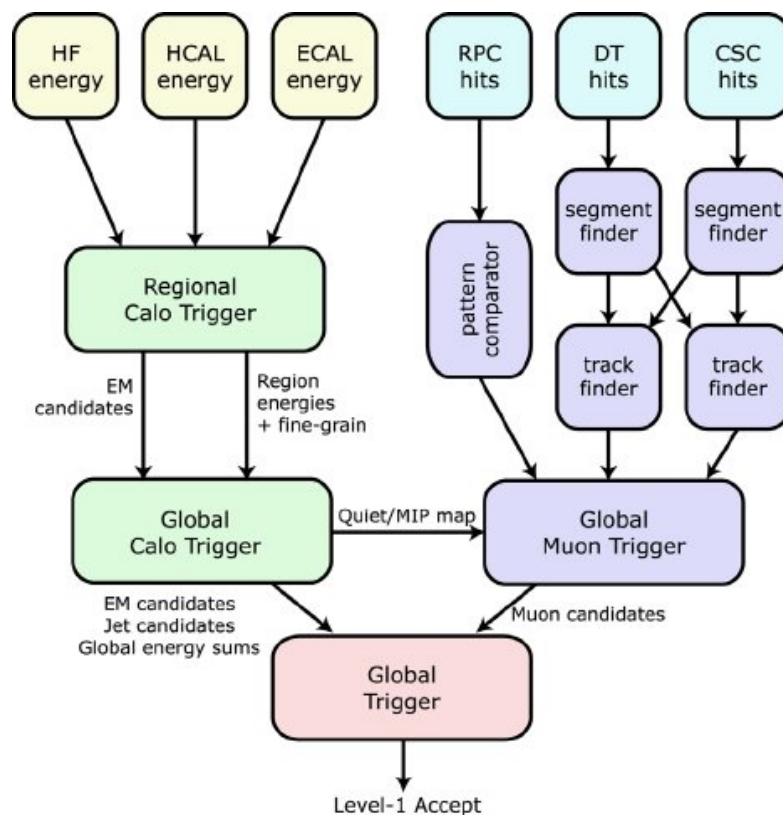 HF
energy
HCAL
energy
ECAL
energy
RPC
hits
DT
hits
CSC
hits
segment
finder
segment
finder
Regional
Calo Trigger
pattern
comparator
track
finder
track
finder
EM
candidates
Region
energies
+ fine-grain
Global
Calo Trigger
Quiet/MIP map
Global
Muon Trigger
EM candidates
Jet candidates
Global energy sums
Muon candidates
Global
Trigger
Level-1 Accept